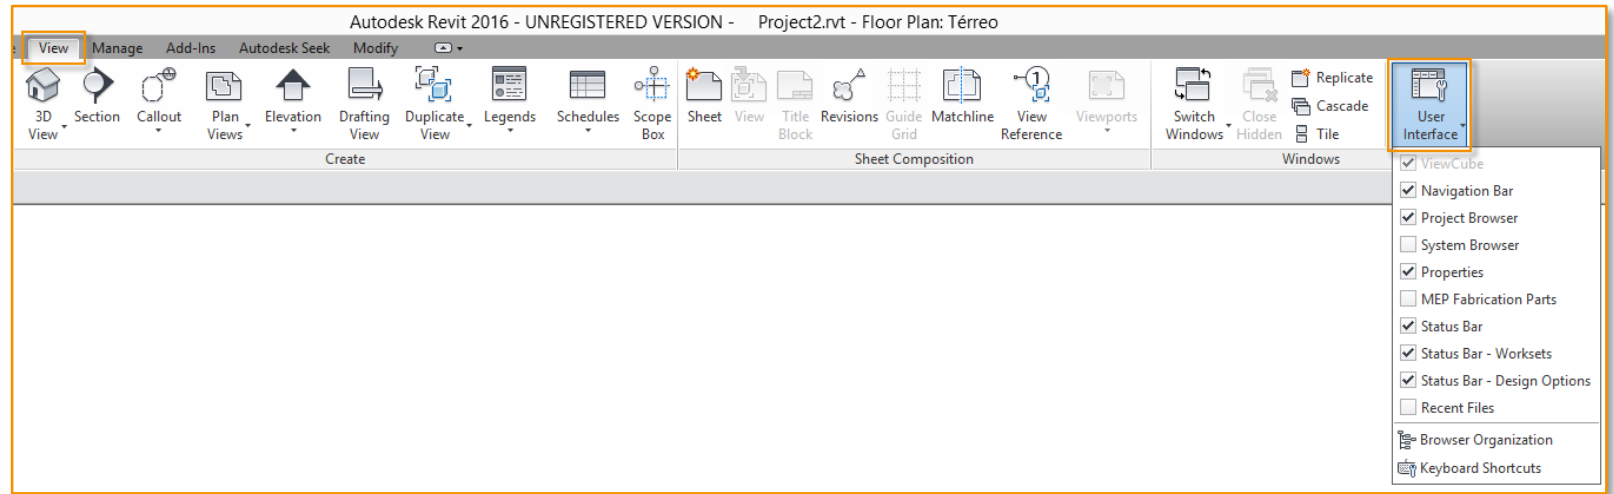 Autodesk Revit 2016 - UNREGISTERED VERSION - Project2.rvt - Floor Plan: Térreo
View Manage Add-Ins Autodesk Seek Modify
3D View
Section
Callout
Plan Views
Elevation
Drafting View
Duplicate View
Legends
Schedules
Scope Box
Sheet
View
Title Block
Revisions
Guide Grid
Matchline
View Reference
Viewports
Switch Windows
Close Hidden
Replicate
Cascade
Tile
User Interface
Create
Sheet Composition
Windows
ViewCube
Navigation Bar
Project Browser
System Browser
Properties
MEP Fabrication Parts
Status Bar
Status Bar - Worksets
Status Bar - Design Options
Recent Files
Browser Organization
Keyboard Shortcuts